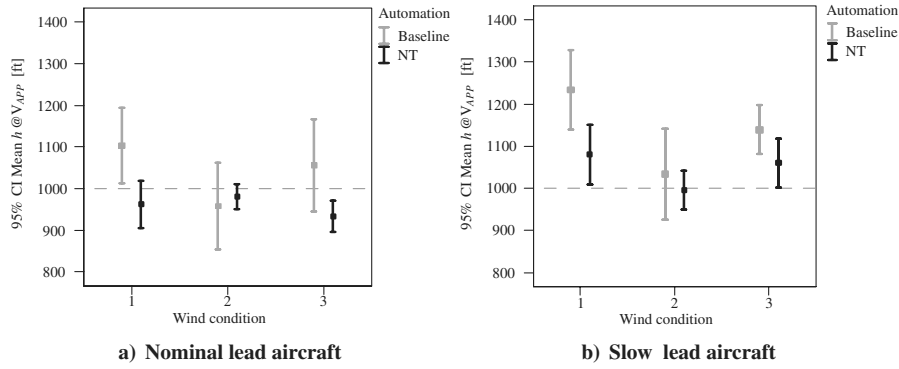 Automation
Baseline
NT
95% CI Mean h @V_APP [ft]
1400
1300
1200
1100
1000
900
800
1
2
3
Wind condition
a) Nominal lead aircraft
Automation
Baseline
NT
95% CI Mean h @V_APP [ft]
1400
1300
1200
1100
1000
900
800
1
2
3
Wind condition
b) Slow lead aircraft